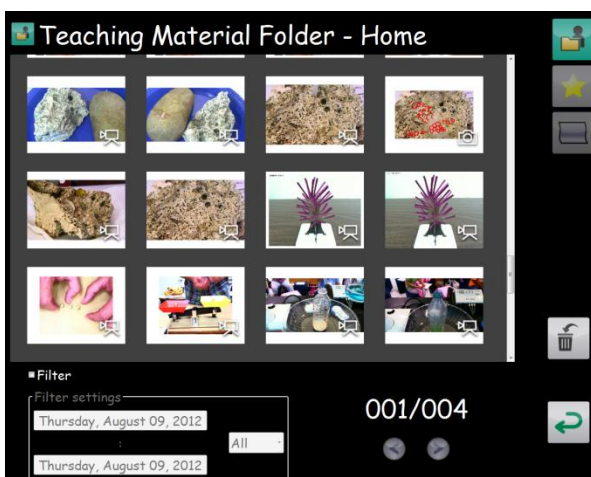 Teaching Material Folder - Home
Filter
Filter settings
Thursday, August 09, 2012
:
All
Thursday, August 09, 2012
001/004